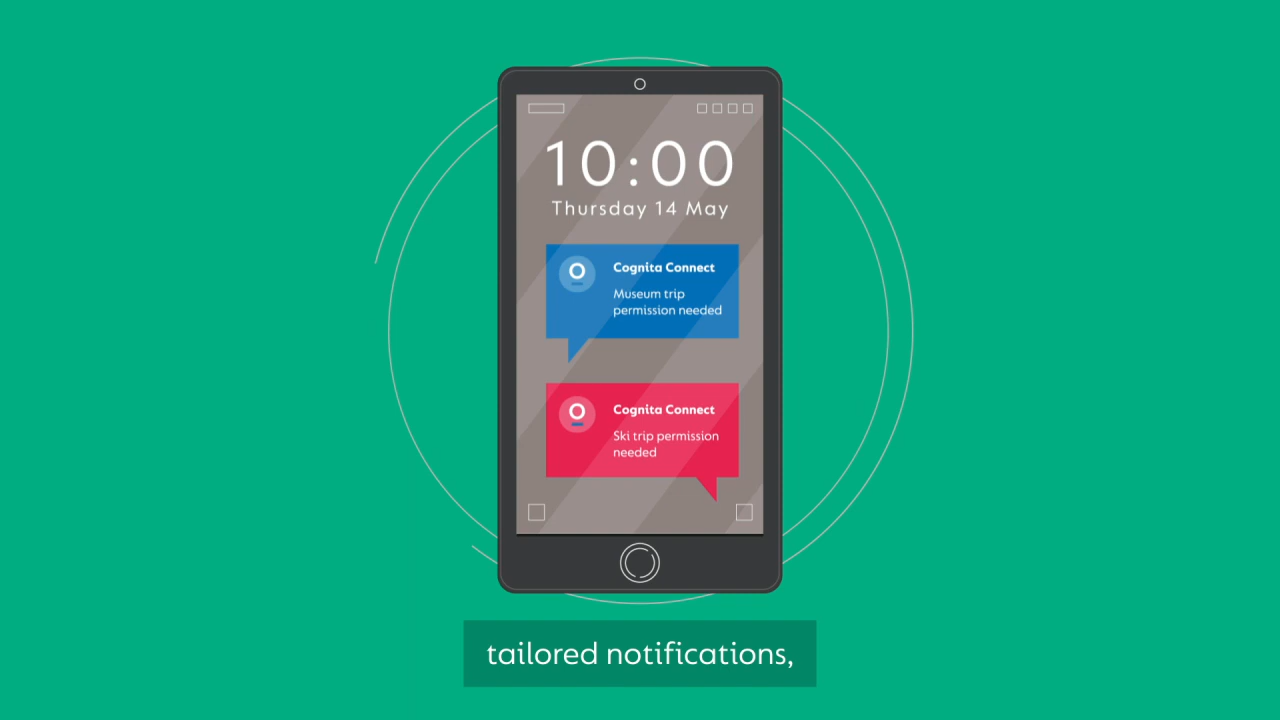 10:00
Thursday 14 May
Cognita Connect
Museum trip
permission needed
Cognita Connect
Ski trip permission
needed
tailored notifications,